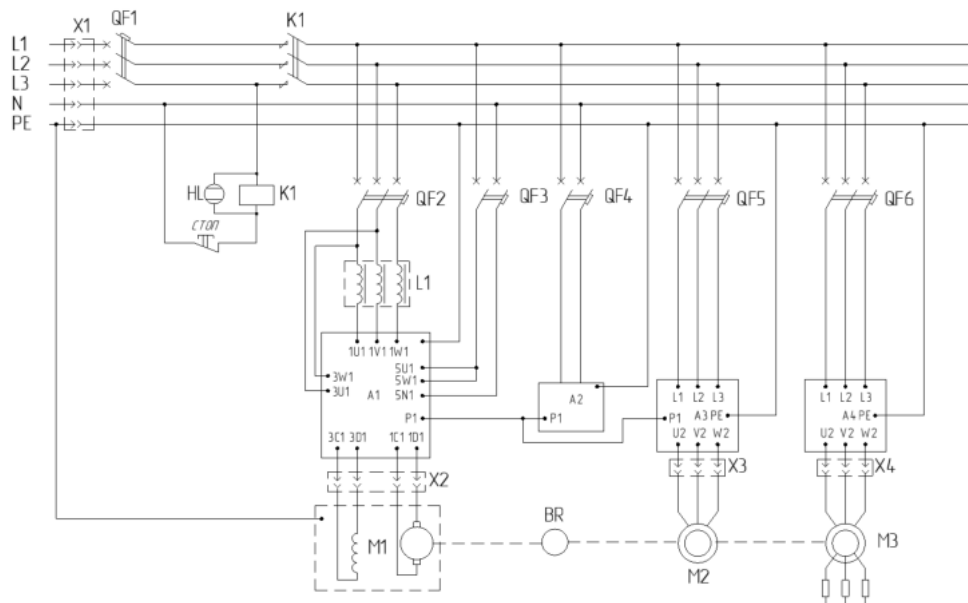 X1 QF1 K1
L1
L2
L3
N
PE
HL K1
СТОП
QF2 QF3 QF4 QF5 QF6
L1
1U1 1V1 1W1
3W1 5U1
3U1 A1 5W1
5N1
P1
3C1 3D1 1C1 1D1
A2
P1
L1 L2 L3
P1 A3 PE
U2 V2 W2
L1 L2 L3
A4 PE
U2 V2 W2
X2 X3 X4
M1 BR M2 M3